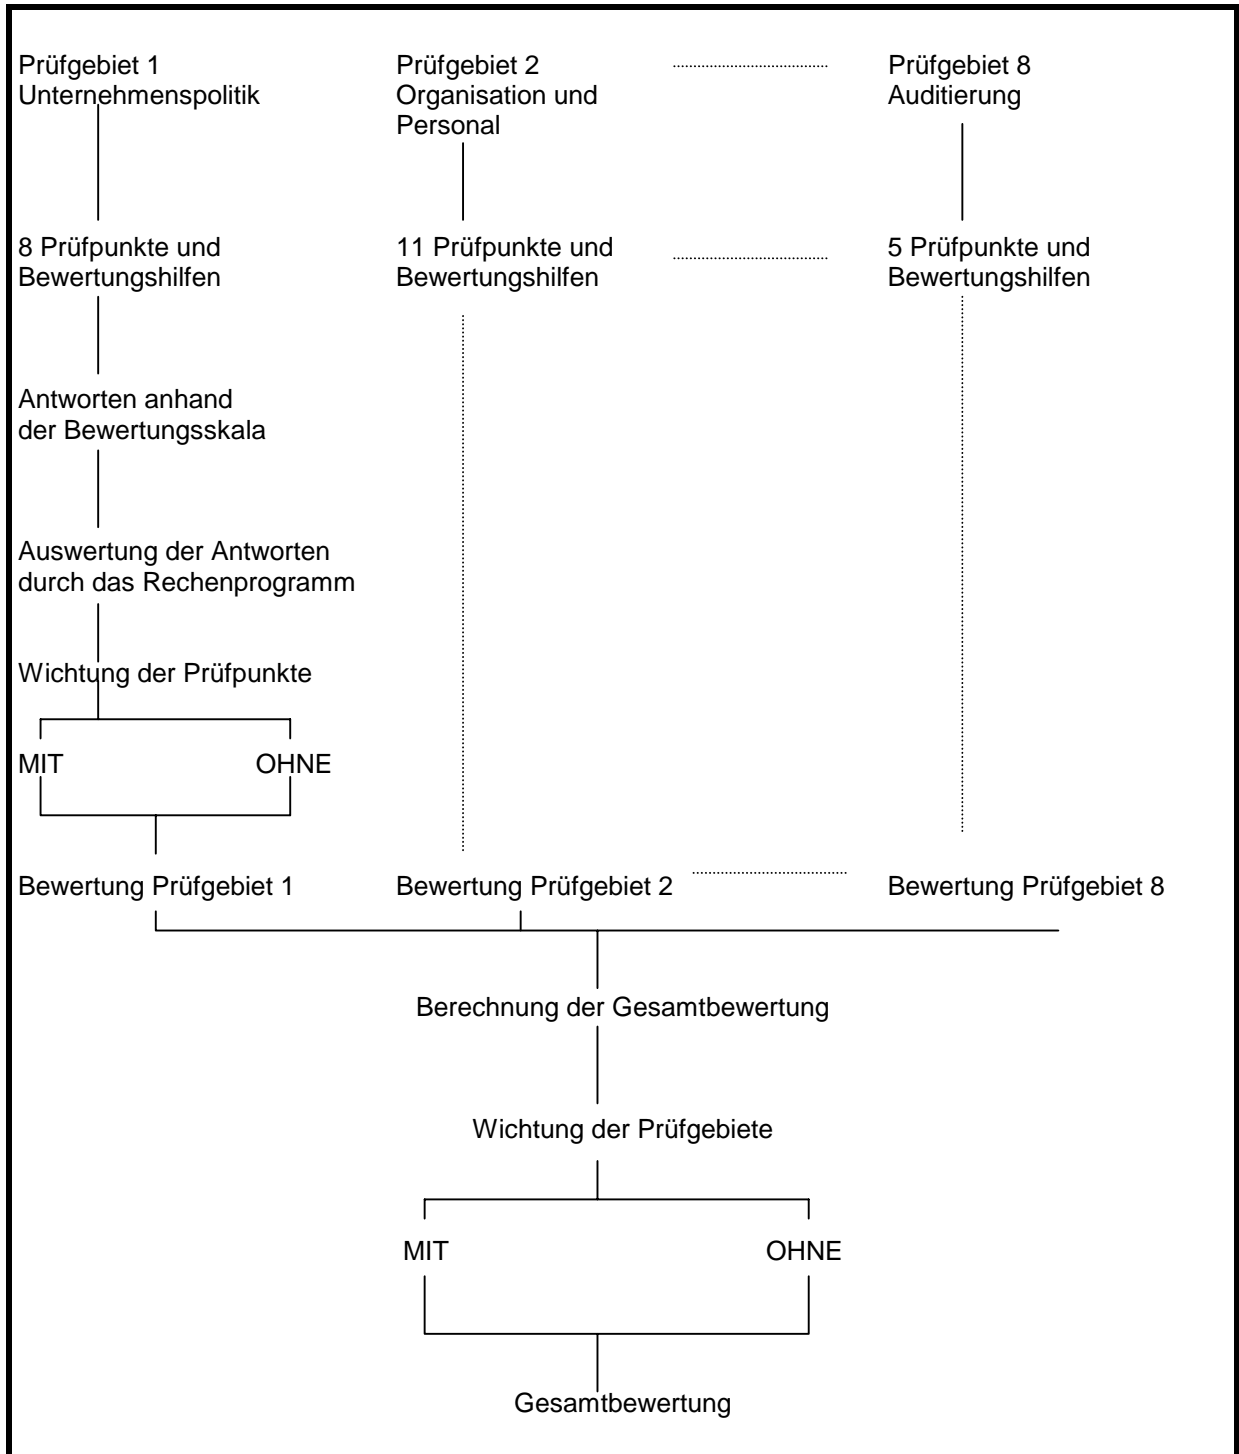 Prüfgebiet 1
Unternehmenspolitik
Prüfgebiet 2
Organisation und
Personal
Prüfgebiet 8
Auditierung
8 Prüfpunkte und
Bewertungshilfen
11 Prüfpunkte und
Bewertungshilfen
5 Prüfpunkte und
Bewertungshilfen
Antworten anhand
der Bewertungsskala
Auswertung der Antworten
durch das Rechenprogramm
Wichtung der Prüfpunkte
MIT
OHNE
Bewertung Prüfgebiet 1
Bewertung Prüfgebiet 2
Bewertung Prüfgebiet 8
Berechnung der Gesamtbewertung
Wichtung der Prüfgebiete
MIT
OHNE
Gesamtbewertung